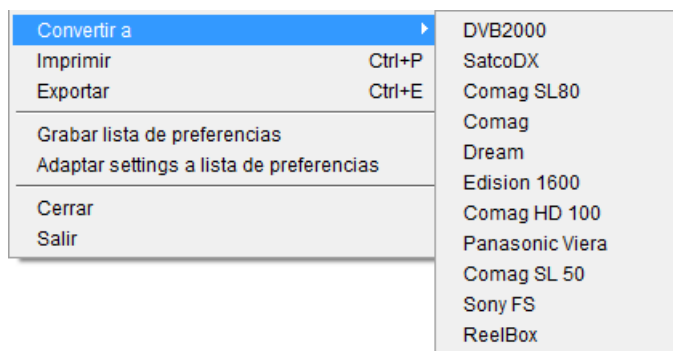 Convertir a
Imprimir Ctrl+P
Exportar Ctrl+E
Grabar lista de preferencias
Adaptar settings a lista de preferencias
Cerrar
Salir
DVB2000
SatcoDX
Comag SL80
Comag
Dream
Edision 1600
Comag HD 100
Panasonic Viera
Comag SL 50
Sony FS
ReelBox